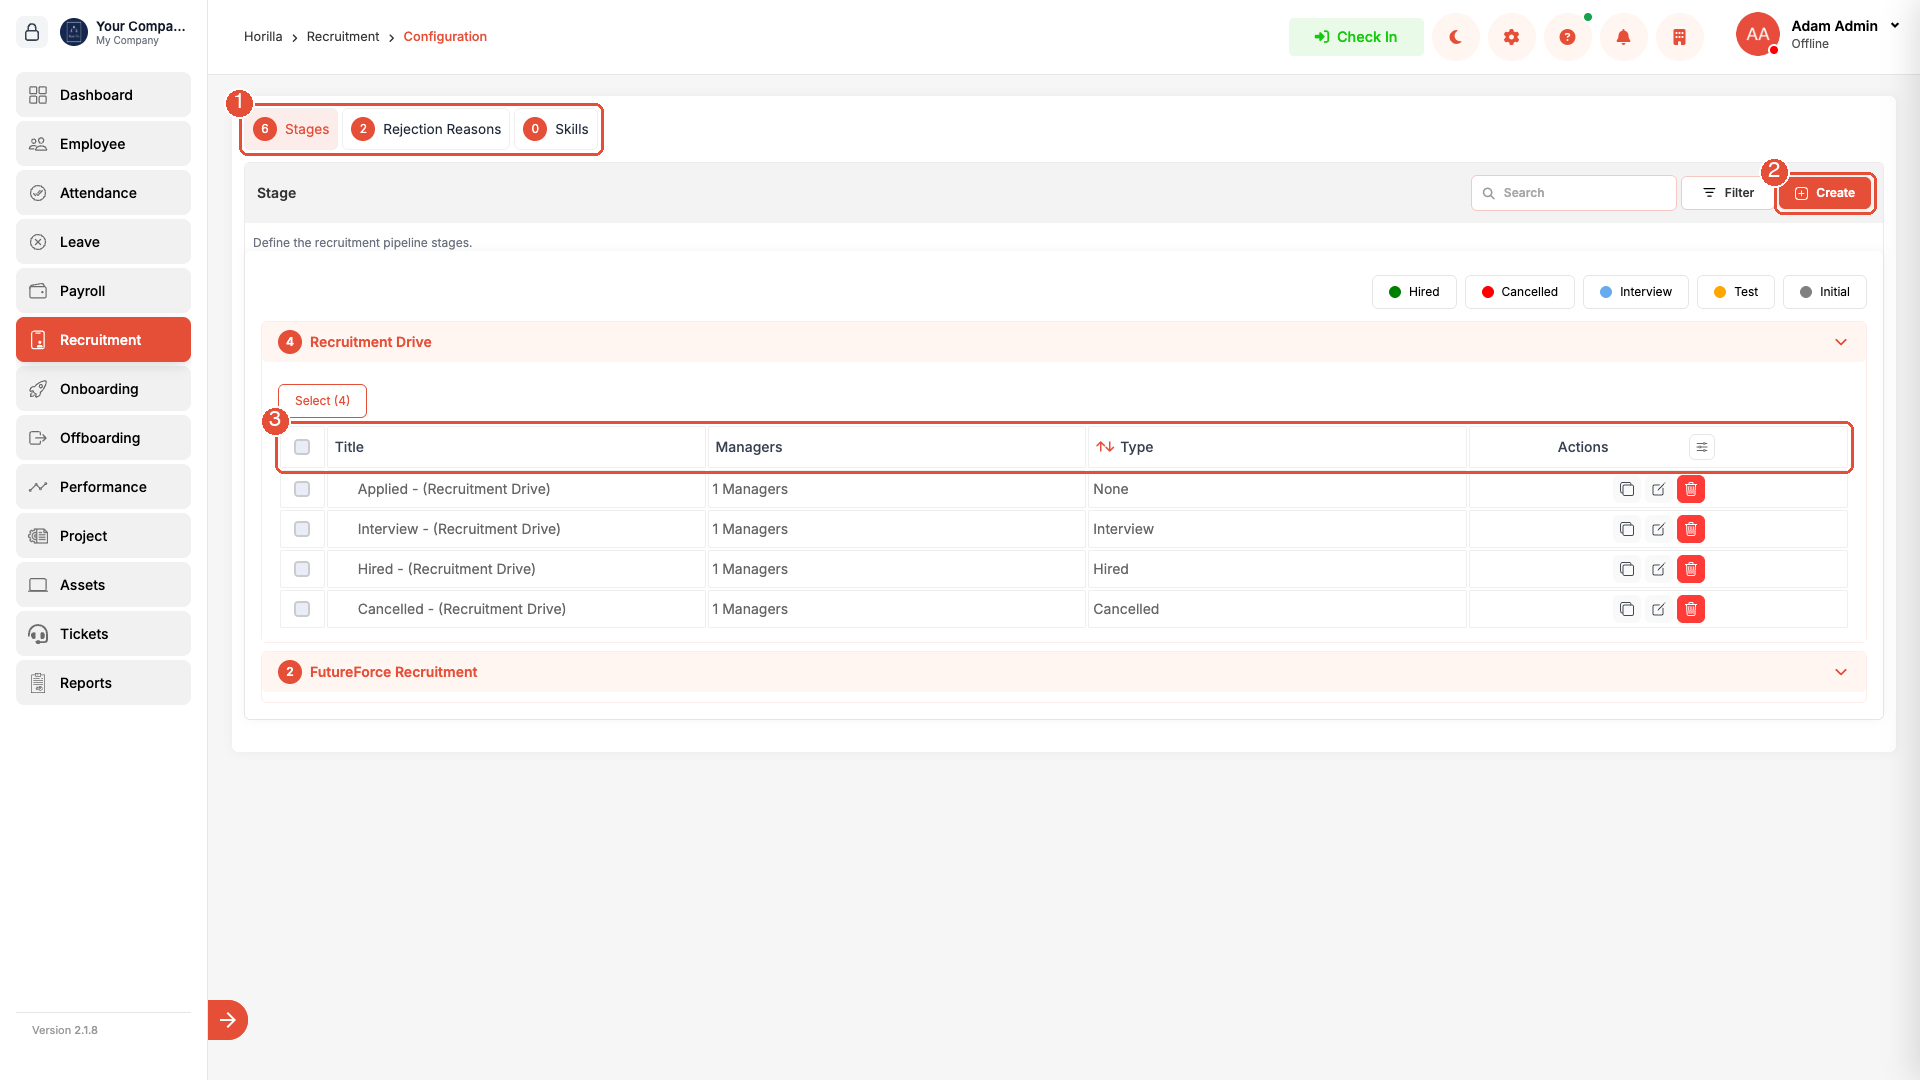 Your Compa...
My Company
Dashboard
Employee
Attendance
Leave
Payroll
Recruitment
Onboarding
Offboarding
Performance
Project
Assets
Tickets
Reports
Version 2.1.8
Horilla > Recruitment > Configuration
Check In
AA
Adam Admin
Offline
1
6 Stages
2 Rejection Reasons
0 Skills
Stage
Search
Filter
2
Create
Define the recruitment pipeline stages.
Hired
Cancelled
Interview
Test
Initial
4 Recruitment Drive
Select (4)
3
Title Managers Type Actions
Applied - (Recruitment Drive) 1 Managers None
Interview - (Recruitment Drive) 1 Managers Interview
Hired - (Recruitment Drive) 1 Managers Hired
Cancelled - (Recruitment Drive) 1 Managers Cancelled
2 FutureForce Recruitment